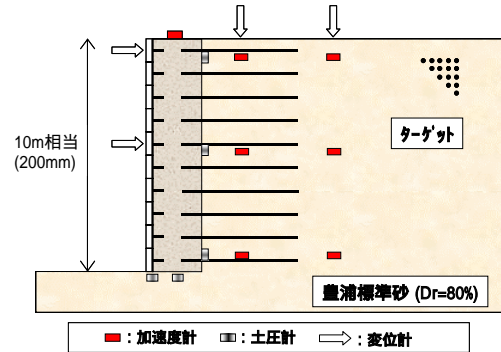 10m相当
(200mm)
ターゲット
豊浦標準砂 (Dr=80%)
:加速度計 :土圧計 :変位計